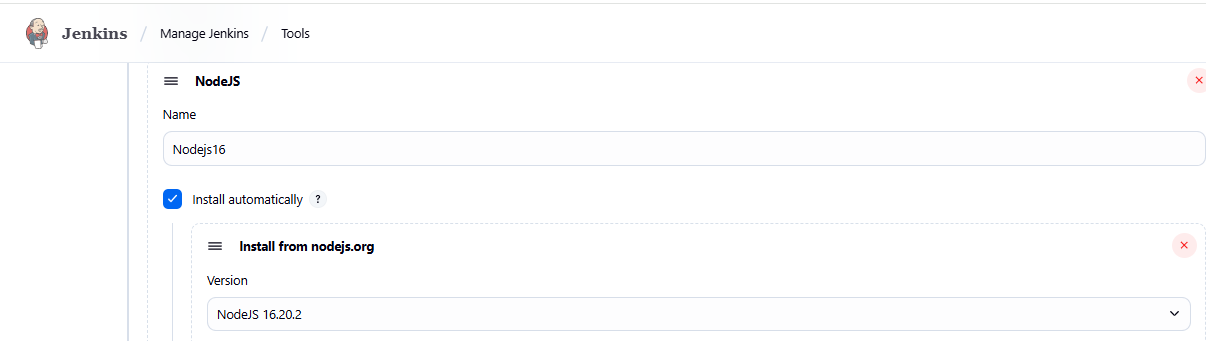 Jenkins / Manage Jenkins / Tools
NodeJS
Name
Nodejs16
Install automatically ?
Install from nodejs.org
Version
NodeJS 16.20.2